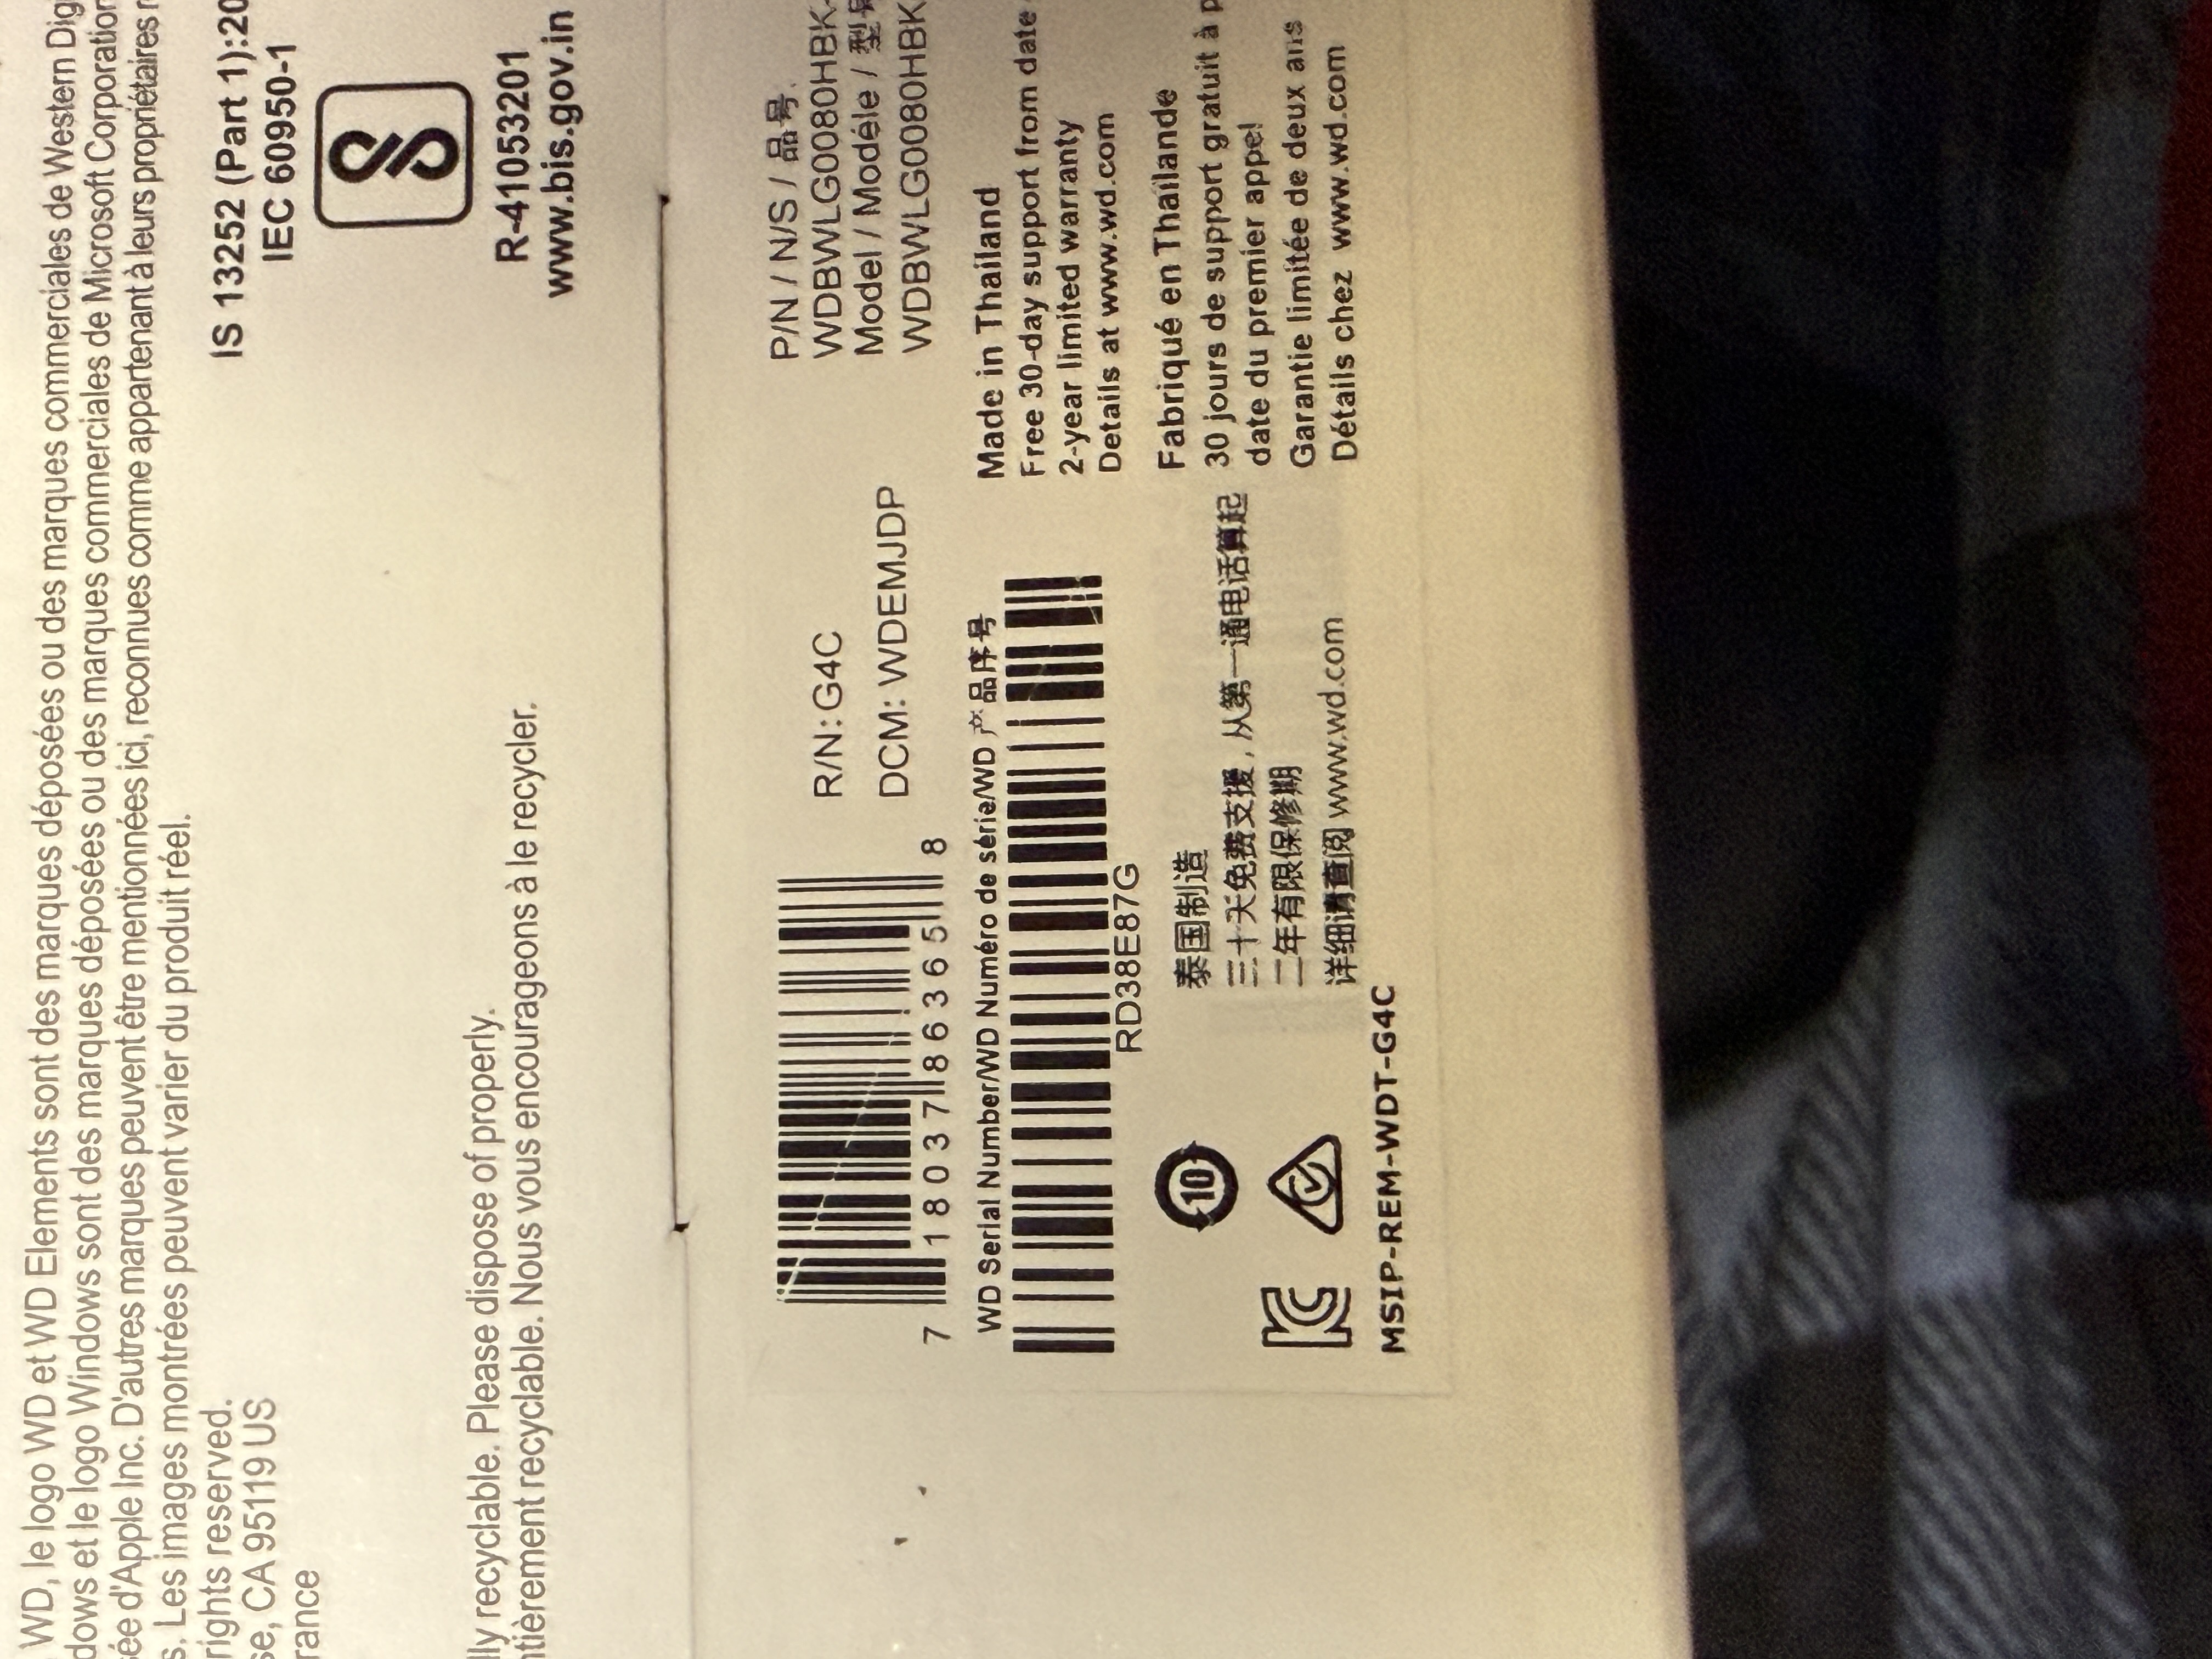 WD, le logo WD et WD Elements sont des marques déposées ou des marques commerciales de Western Dig
dows et le logo Windows sont des marques déposées ou des marques commerciales de Microsoft Corporation
ée d'Apple Inc. D'autres marques peuvent être mentionnées ici, reconnues comme appartenant à leurs propriétaires r
s. Les images montrées peuvent varier du produit réel.
rights reserved.
se, CA 95119 US
rance
IS 13252 (Part 1):20
IEC 60950-1
R-41053201
www.bis.gov.in
lly recyclable. Please dispose of properly.
ntièrement recyclable. Nous vous encourageons à le recycler.
P/N / N/S / 品号.
WDBWLG0080HBK-
Model / Modéle / 型号
WDBWLG0080HBK
R/N: G4C
DCM: WDEMJDP
7 18037 86365 8
WD Serial Number/WD Numéro de série/WD 产品序号
RD38E87G
Made in Thailand
Free 30-day support from date
2-year limited warranty
Details at www.wd.com
Fabriqué en Thaïlande
30 jours de support gratuit à p
date du premier appel
Garantie limitée de deux ans
Détails chez www.wd.com
泰国制造
三十天免费支援, 从第一通电话算起
二年有限保修期
详细请查阅 www.wd.com
10
MSIP-REM-WDT-G4C